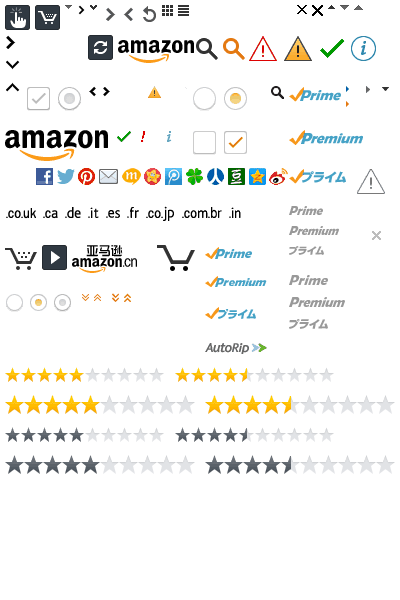 amazon
Prime
amazon
Premium
プライム
.co.uk .ca .de .it .es .fr .co.jp .com.br .in
Prime
Premium
プライム
亚马逊
amazon.cn
Prime
Premium
プライム
Prime
Premium
プライム
AutoRip